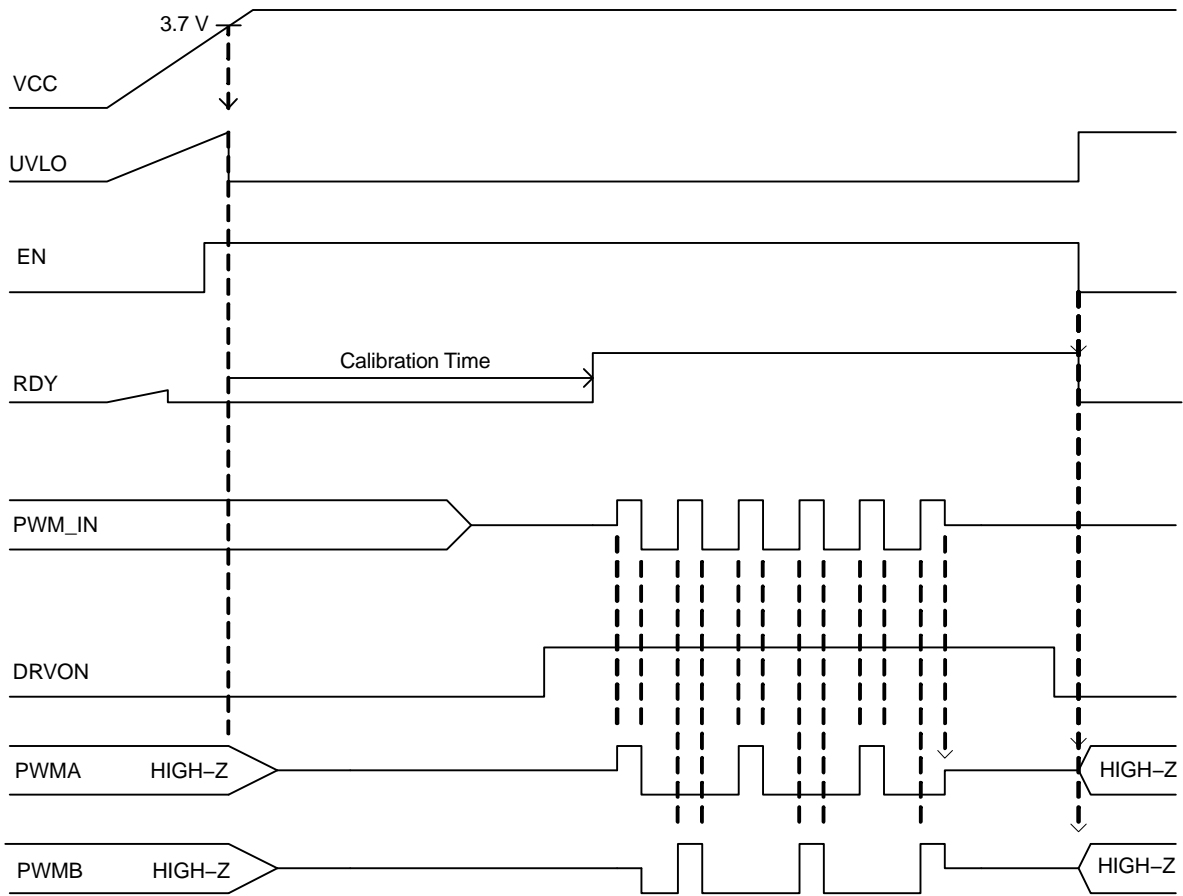 3.7 V
VCC
UVLO
EN
Calibration Time
RDY
PWM_IN
DRVON
PWMA HIGH–Z HIGH–Z
PWMB HIGH–Z HIGH–Z